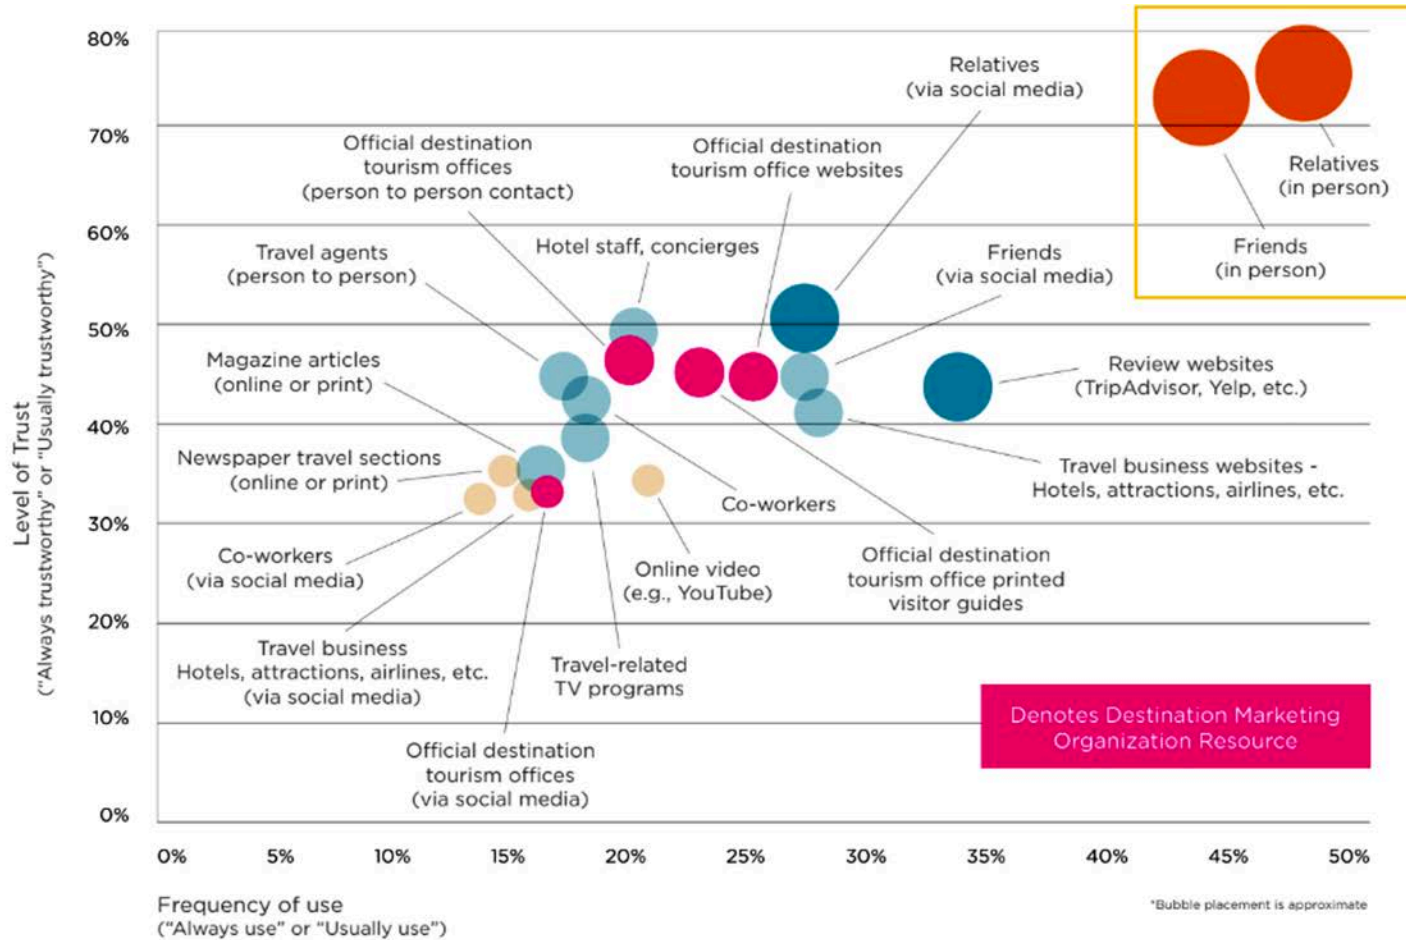 80%
70%
60%
50%
40%
30%
20%
10%
0%
Level of Trust
(“Always trustworthy” or “Usually trustworthy”)
Relatives
(via social media)
Official destination
tourism offices
(person to person contact)
Official destination
tourism office websites
Relatives
(in person)
Travel agents
(person to person)
Hotel staff, concierges
Friends
(via social media)
Friends
(in person)
Magazine articles
(online or print)
Review websites
(TripAdvisor, Yelp, etc.)
Newspaper travel sections
(online or print)
Travel business websites -
Hotels, attractions, airlines, etc.
Co-workers
Co-workers
(via social media)
Online video
(e.g., YouTube)
Official destination
tourism office printed
visitor guides
Travel business
Hotels, attractions, airlines, etc.
(via social media)
Travel-related
TV programs
Official destination
tourism offices
(via social media)
Denotes Destination Marketing
Organization Resource
0% 5% 10% 15% 20% 25% 30% 35% 40% 45% 50%
Frequency of use
(“Always use” or “Usually use”)
*Bubble placement is approximate